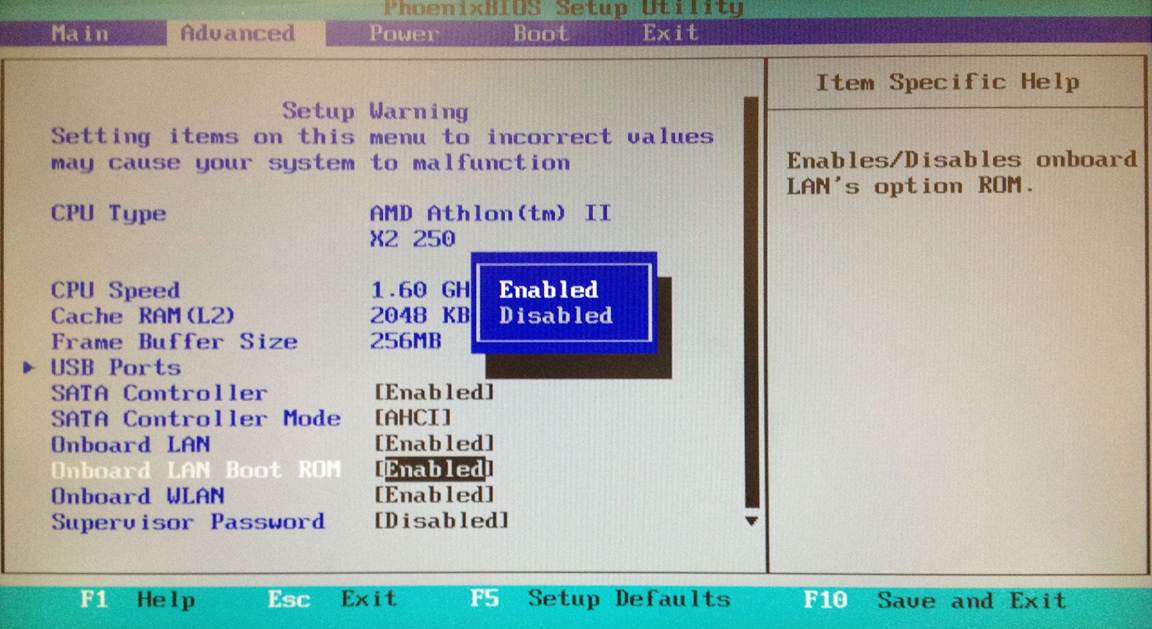 PhoenixBIOS Setup Utility
Main Advanced Power Boot Exit
Item Specific Help
Setup Warning
Setting items on this menu to incorrect values
may cause your system to malfunction
Enables/Disables onboard
LAN's option ROM.
CPU Type AMD Athlon(tm) II
X2 250
CPU Speed 1.60 GH
Cache RAM(L2) 2048 KB
Frame Buffer Size 256MB
Enabled
Disabled
USB Ports
SATA Controller [Enabled]
SATA Controller Mode [AHCI]
Onboard LAN [Enabled]
Onboard LAN Boot ROM [Enabled]
Onboard WLAN [Enabled]
Supervisor Password [Disabled]
F1 Help Esc Exit F5 Setup Defaults F10 Save and Exit